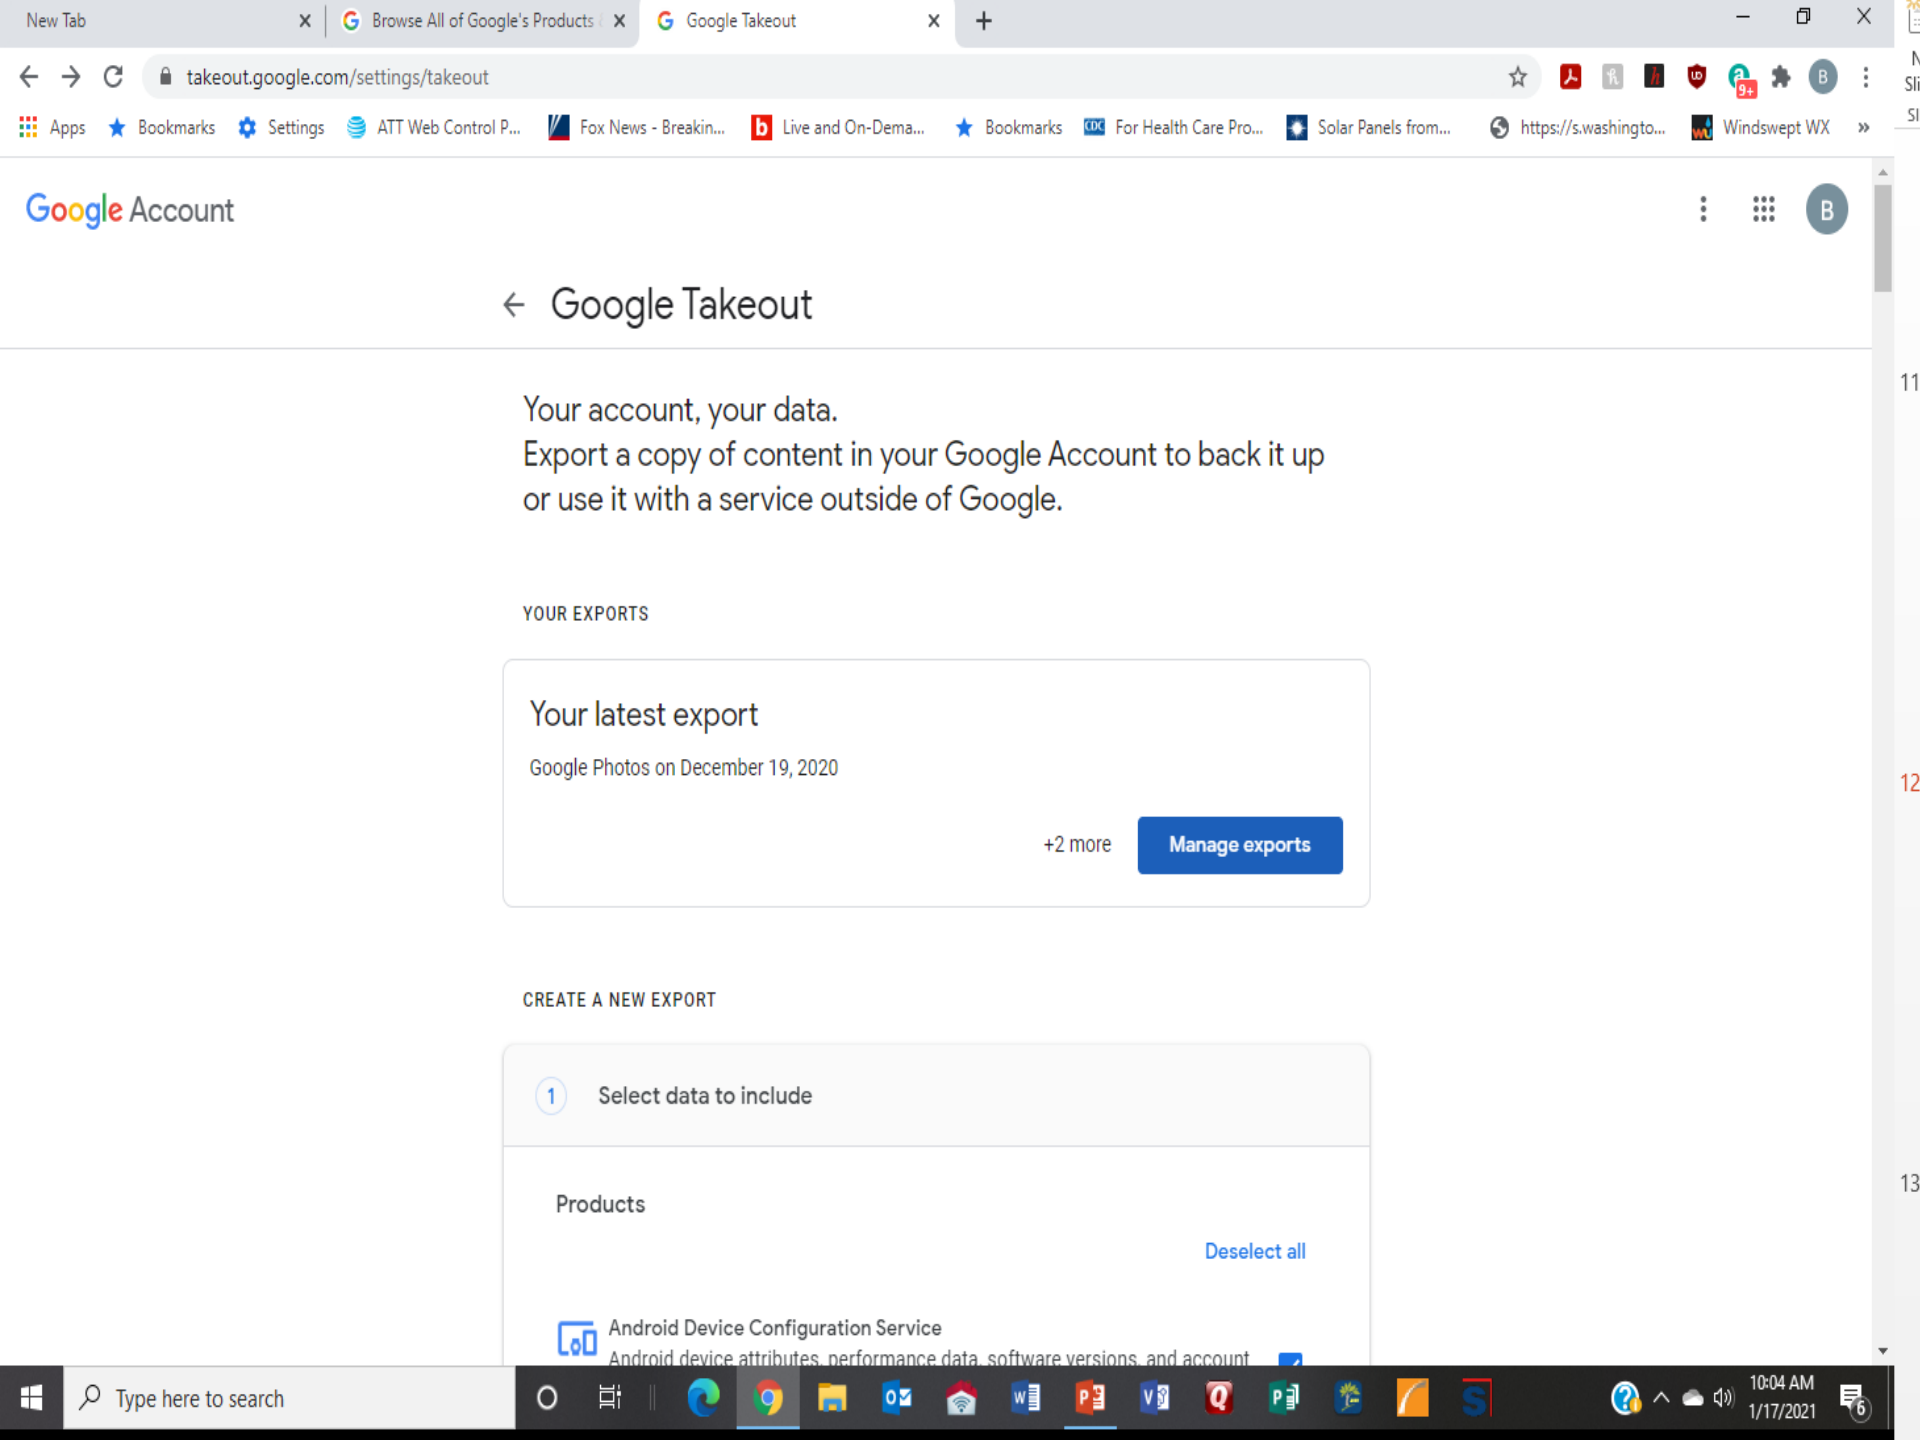 New Tab
Browse All of Google's Products
Google Takeout
takeout.google.com/settings/takeout
9+
B
Apps
Bookmarks
Settings
ATT Web Control P...
Fox News - Breakin...
Live and On-Dema...
Bookmarks
CDC
For Health Care Pro...
Solar Panels from...
https://s.washingto...
Windswept WX
»
Google Account
B
Google Takeout
Your account, your data.
Export a copy of content in your Google Account to back it up
or use it with a service outside of Google.
YOUR EXPORTS
Your latest export
Google Photos on December 19, 2020
+2 more
Manage exports
CREATE A NEW EXPORT
1
Select data to include
Products
Deselect all
Android Device Configuration Service
Android device attributes, performance data, software versions, and account
11
12
13
Type here to search
10:04 AM
1/17/2021
6